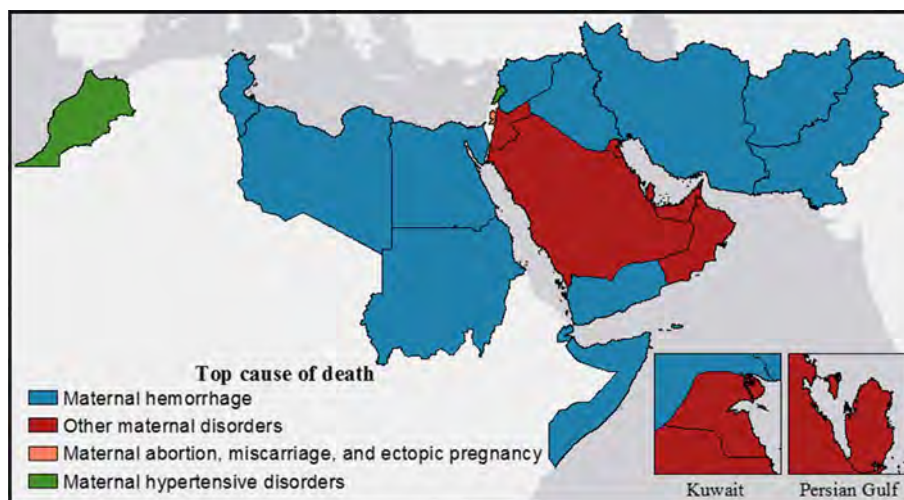 Top cause of death
Maternal hemorrhage
Other maternal disorders
Maternal abortion, miscarriage, and ectopic pregnancy
Maternal hypertensive disorders
Kuwait
Persian Gulf